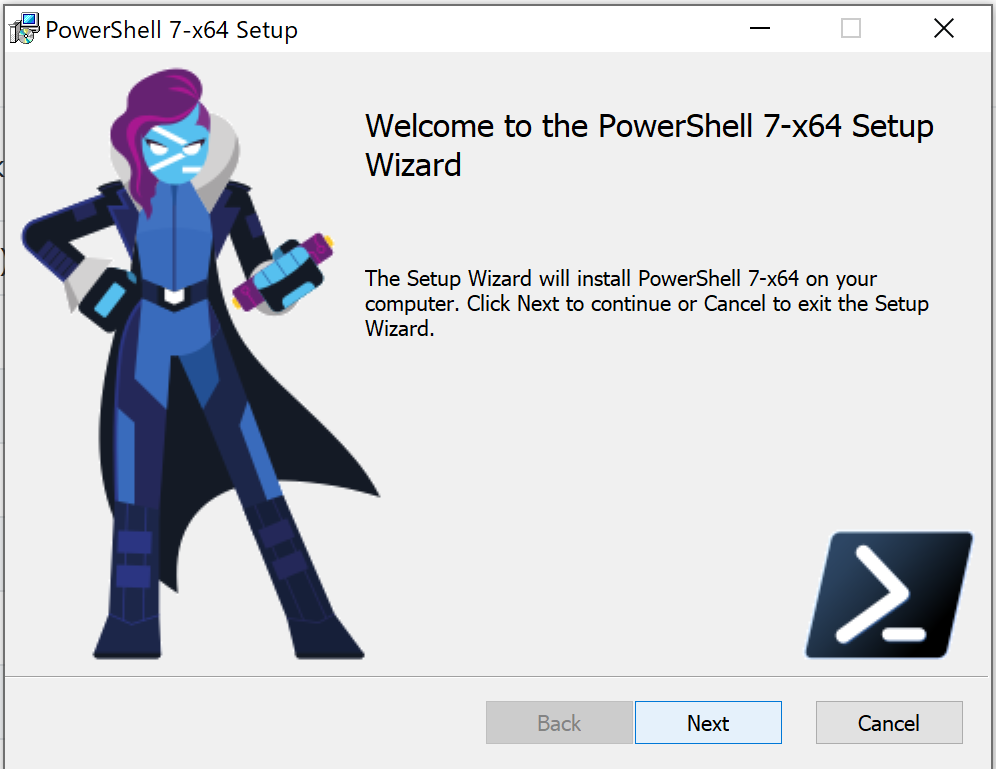 PowerShell 7-x64 Setup
Welcome to the PowerShell 7-x64 Setup
Wizard
The Setup Wizard will install PowerShell 7-x64 on your
computer. Click Next to continue or Cancel to exit the Setup
Wizard.
Back
Next
Cancel